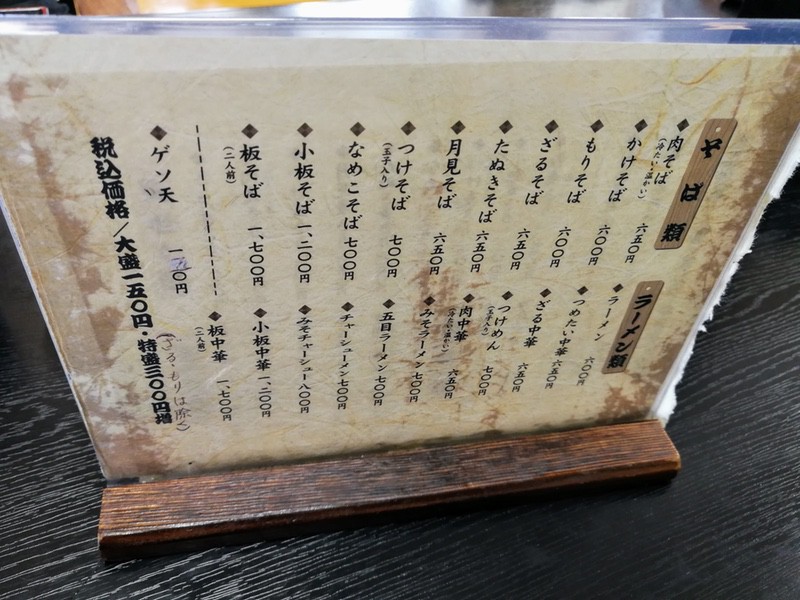 そば類
肉そば
(冷たい・温かい)
六五〇円
かけそば 六〇〇円
もりそば 六〇〇円
ざるそば 六五〇円
たぬきそば 六五〇円
月見そば 六五〇円
つけそば
(玉子入り)
七〇〇円
なめこそば 七〇〇円
小板そば 一、二〇〇円
板そば
(二人前)
一、七〇〇円
ゲソ天
ラーメン類
ラーメン 六〇〇円
つめたい中華 六五〇円
ざる中華 六五〇円
つけめん
(玉子入り)
七〇〇円
肉中華
(冷たい・温かい)
六五〇円
みそラーメン 七〇〇円
五目ラーメン 七〇〇円
チャーシューメン 七〇〇円
みそチャーシュー 八〇〇円
小板中華 一、二〇〇円
板中華
(二人前)
一、七〇〇円
税込価格／大盛一五〇円・特盛三〇〇円増
(ざる・もりは除く)